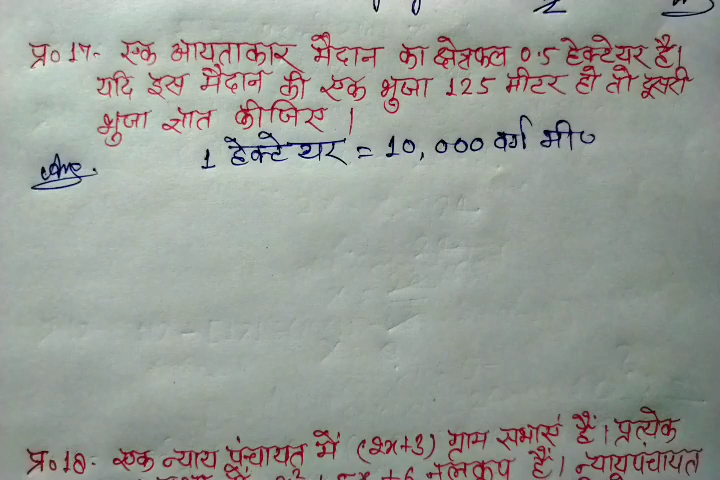 प्र० 17- एक आयताकार मैदान का क्षेत्रफल 0.5 हेक्टेयर है।
यदि इस मैदान की एक भुजा 125 मीटर हो तो दूसरी
भुजा ज्ञात कीजिए।
Ans. 1 हेक्टेयर = 10,000 वर्ग मी०
प्र० 18- एक न्याय पंचायत में (2x+3) ग्राम सभाएं हैं। प्रत्येक
+6 नलकूप हैं। न्यायपंचायत